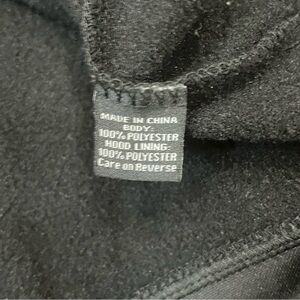 MADE IN CHINA
BODY:
100% POLYESTER
HOOD LINING:
100% POLYESTER
Care on Reverse